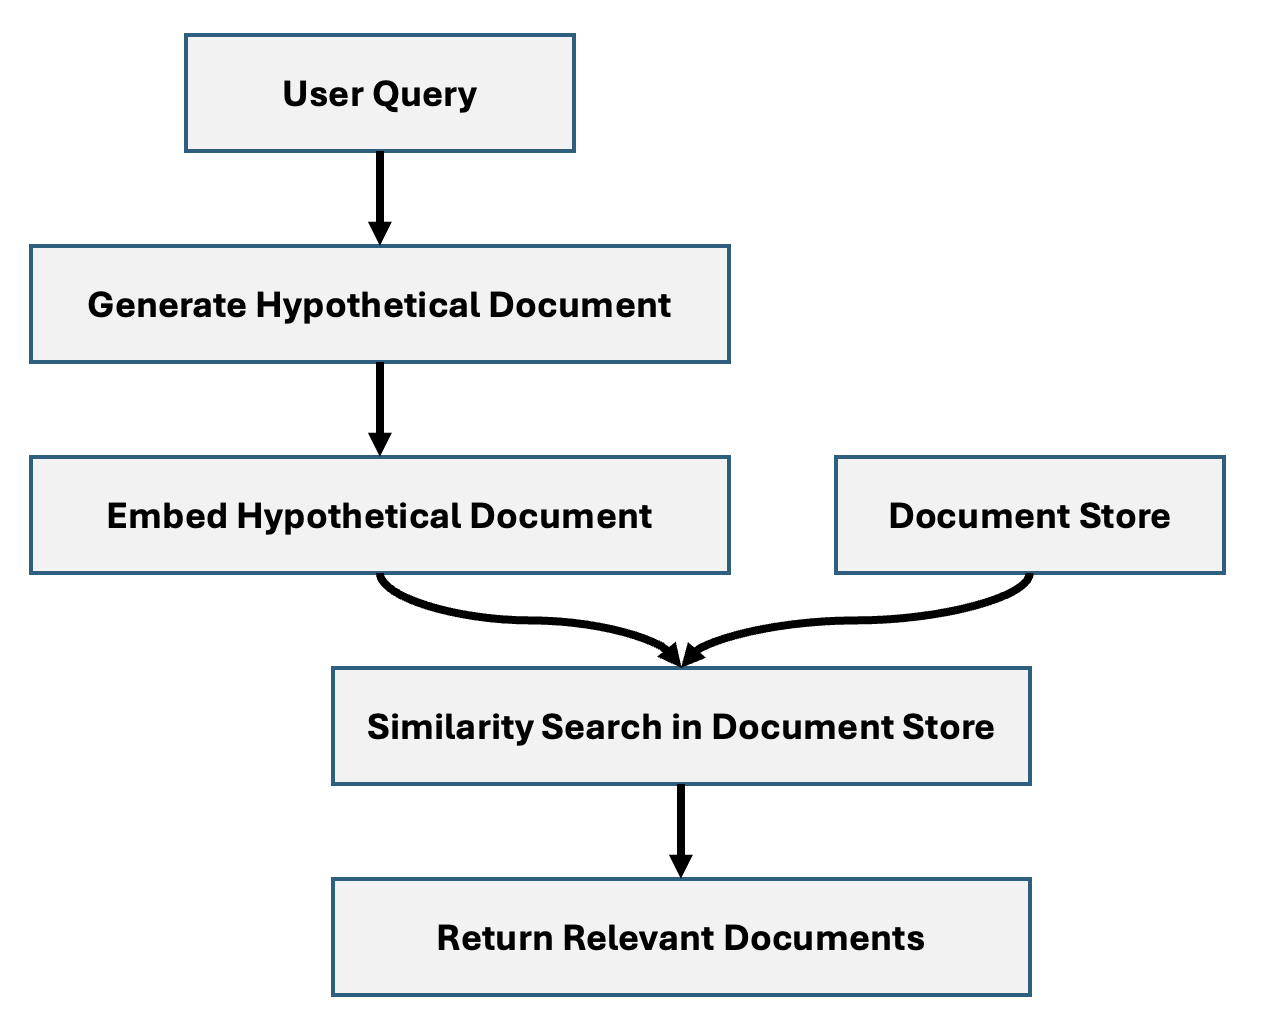 User Query
Generate Hypothetical Document
Embed Hypothetical Document
Document Store
Similarity Search in Document Store
Return Relevant Documents